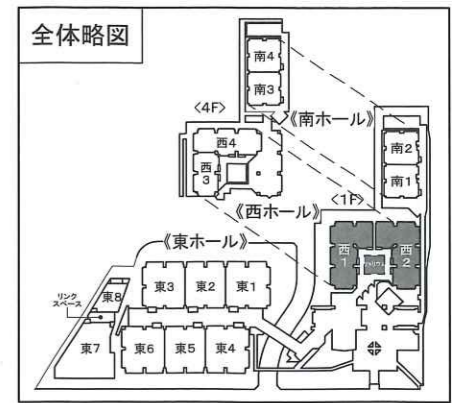 全体略図
南4
南3
〈4F〉
《南ホール》
西4
西3
南2
南1
〈1F〉
《西ホール》
西1
西2
《東ホール》
リンク
スペース
東8
東3
東2
東1
東7
東6
東5
東4